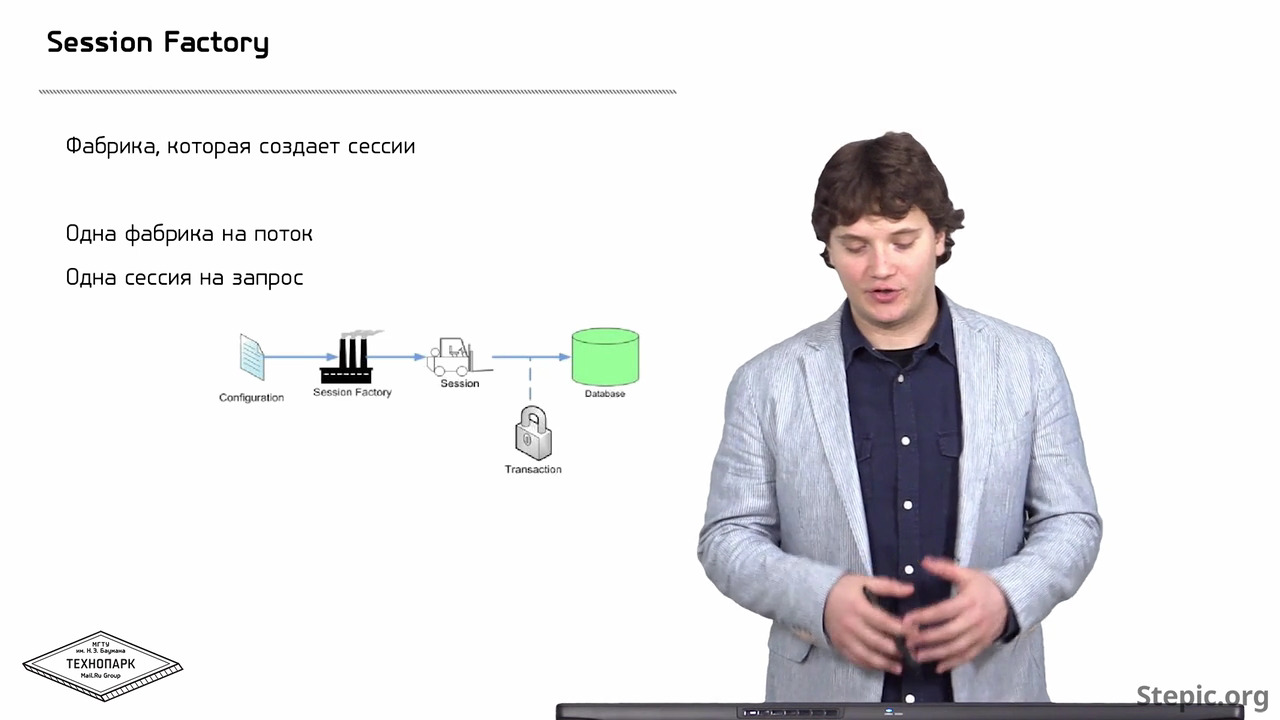 Session Factory
Фабрика, которая создает сессии
Одна фабрика на поток
Одна сессия на запрос
Configuration
Session Factory
Session
Database
Transaction
МГТУ
им. Н.Э. Баумана
ТЕХНОПАРК
Mail.Ru Group
Stepic.org